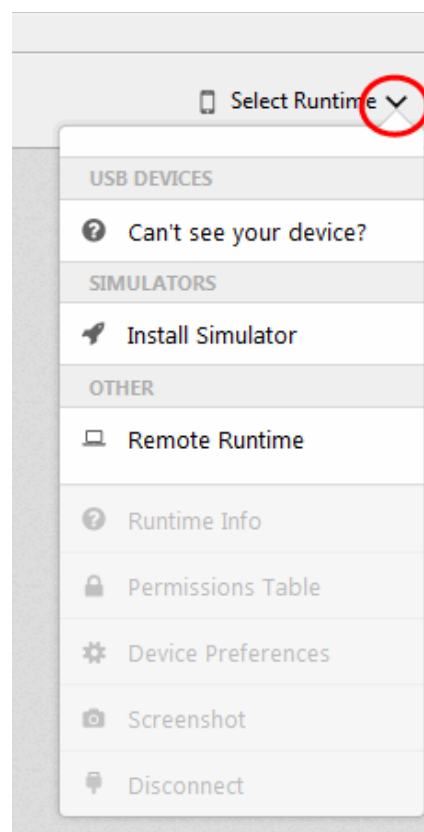 Select Runtime
USB DEVICES
Can't see your device?
SIMULATORS
Install Simulator
OTHER
Remote Runtime
Runtime Info
Permissions Table
Device Preferences
Screenshot
Disconnect